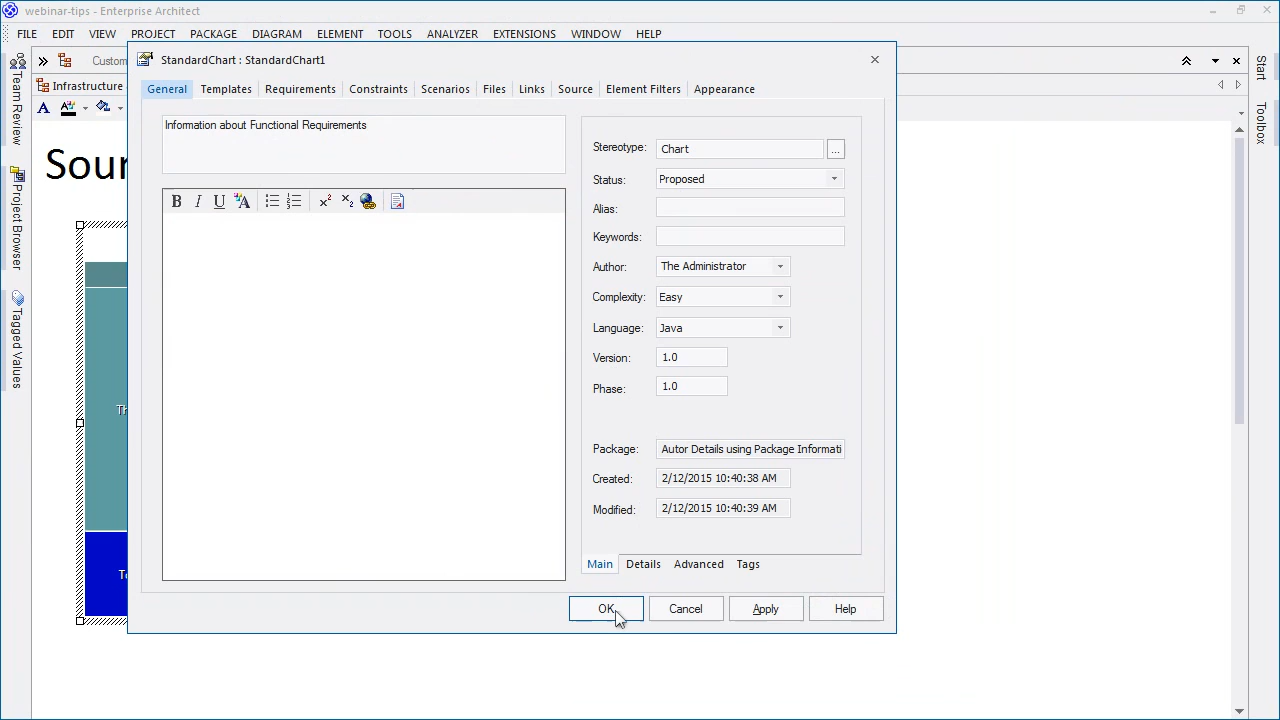 webinar-tips - Enterprise Architect
FILE EDIT VIEW PROJECT PACKAGE DIAGRAM ELEMENT TOOLS ANALYZER EXTENSIONS WINDOW HELP
Custom
StandardChart : StandardChart1
Infrastructure
General Templates Requirements Constraints Scenarios Files Links Source Element Filters Appearance
Team Review
Project Browser
Tagged Values
Start
Toolbox
Sour
Th
To
Information about Functional Requirements
B I U A
Stereotype: Chart ...
Status: Proposed
Alias:
Keywords:
Author: The Administrator
Complexity: Easy
Language: Java
Version: 1.0
Phase: 1.0
Package: Autor Details using Package Informati
Created: 2/12/2015 10:40:38 AM
Modified: 2/12/2015 10:40:39 AM
Main Details Advanced Tags
OK Cancel Apply Help